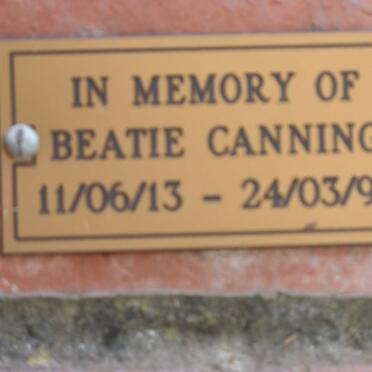 IN MEMORY OF
BEATIE CANNING
11/06/13 - 24/03/9